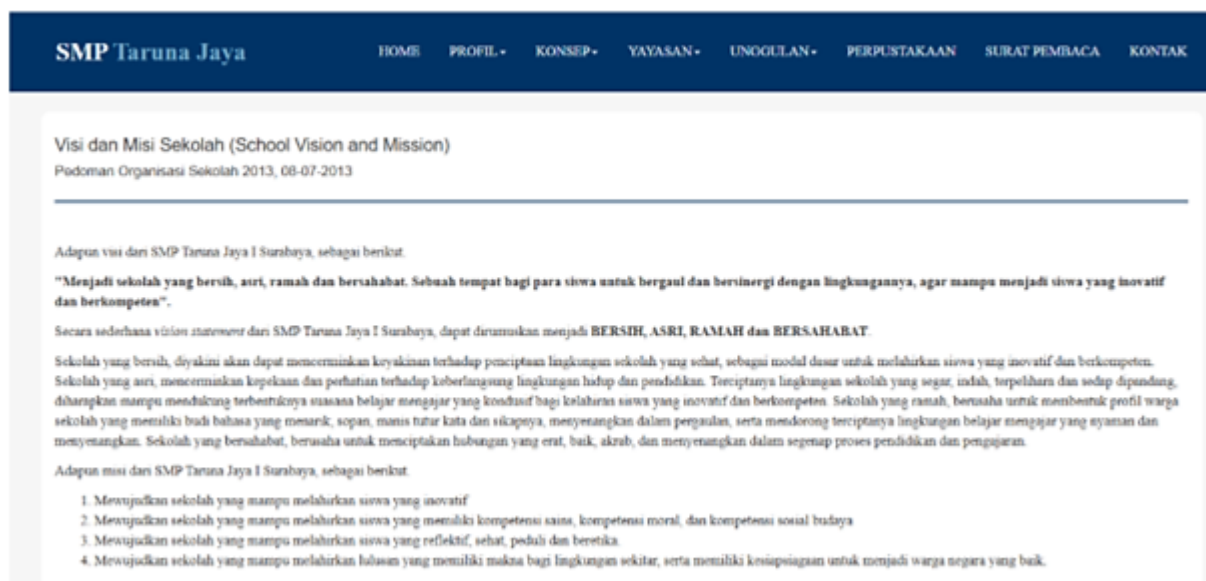 SMP Taruna Jaya
HOME PROFIL KONSEP YAYASAN UNOGULAN PERPUSTAKAAN SURAT PEMBACA KONTAK
Visi dan Misi Sekolah (School Vision and Mission)
Pedoman Organisasi Sekolah 2013, 08-07-2013
Adapun visi dari SMP Taruna Jaya I Surabaya, sebagai berikut.
"Menjadi sekolah yang bersih, asri, ramah dan bersahabat. Sebuah tempat bagi para siswa untuk bergaul dan bersinergi dengan lingkungannya, agar mampu menjadi siswa yang inovatif
dan berkompeten".
Secara sederhana vision statement dari SMP Taruna Jaya I Surabaya, dapat dirumuskan menjadi BERSIH, ASRI, RAMAH dan BERSAHABAT.
Sekolah yang bersih, diyakini akan dapat mencerminkan keyakinan terhadap penciptaan lingkungan sekolah yang sehat, sebagai modal dasar untuk melahirkan siswa yang inovatif dan berkompeten.
Sekolah yang asri, mencerminkan kepekaan dan perhatian terhadap keberlangsung lingkungan hidup dan pendidikan. Terciptanya lingkungan sekolah yang segar, indah, terpelihara dan sedap dipandang,
diharapkan mampu mendukung terbentuknya suasana belajar mengajar yang kondusif bagi kelahiran siswa yang inovatif dan berkompeten. Sekolah yang ramah, berusaha untuk membentuk profil warga
sekolah yang memiliki budi bahasa yang menarik, sopan, manis tutur kata dan sikapnya, menyenangkan dalam pergaulan, serta mendorong terciptanya lingkungan belajar mengajar yang nyaman dan
menyenangkan. Sekolah yang bersahabat, berusaha untuk menciptakan hubungan yang erat, baik, akrab, dan menyenangkan dalam segenap proses pendidikan dan pengajaran.
Adapun misi dari SMP Taruna Jaya I Surabaya, sebagai berikut.
1. Mewujudkan sekolah yang mampu melahirkan siswa yang inovatif
2. Mewujudkan sekolah yang mampu melahirkan siswa yang memiliki kompetensi sains, kompetensi moral, dan kompetensi sosial budaya
3. Mewujudkan sekolah yang mampu melahirkan siswa yang reflektif, sehat, peduli dan beretika.
4. Mewujudkan sekolah yang mampu melahirkan lulusan yang memiliki makna bagi lingkungan sekitar, serta memiliki kesiapsiagaan untuk menjadi warga negara yang baik.